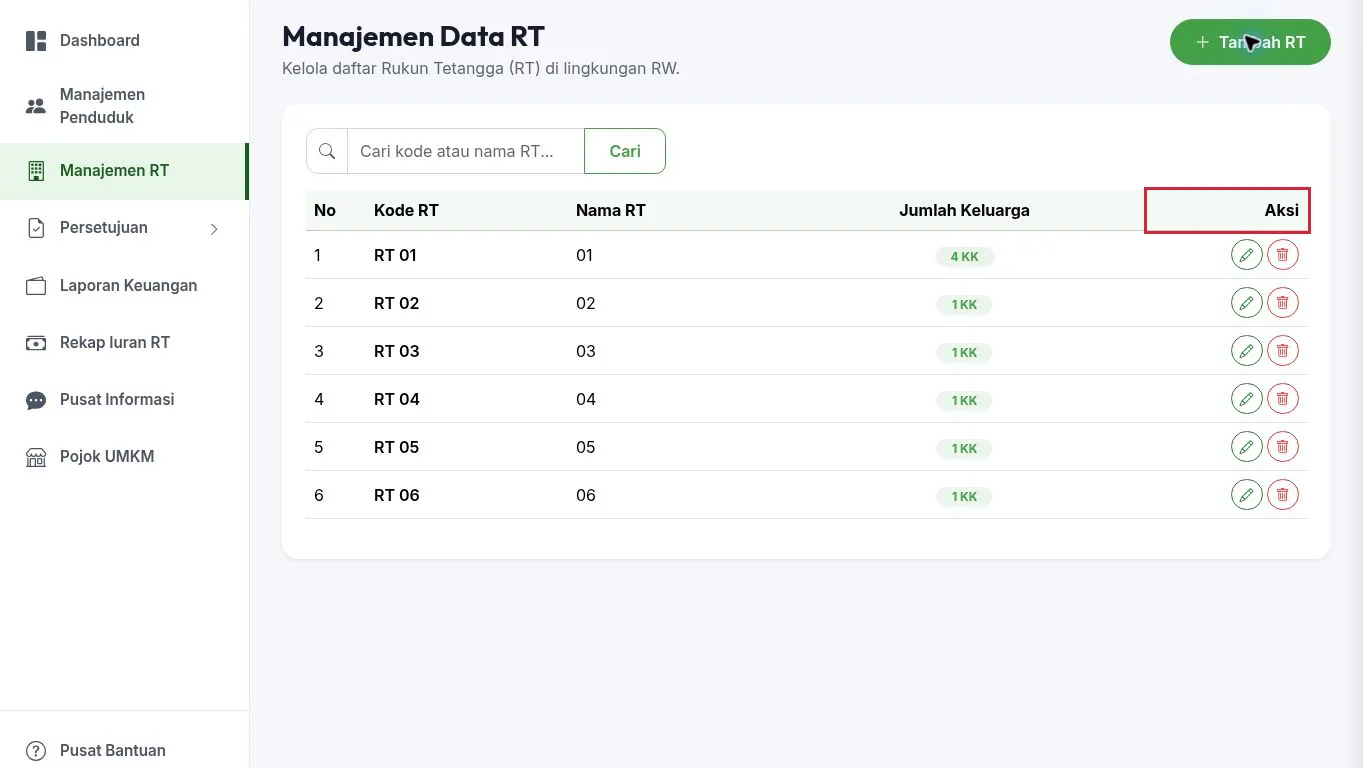 Dashboard
Manajemen
Penduduk
Manajemen RT
Persetujuan
Laporan Keuangan
Rekap Iuran RT
Pusat Informasi
Pojok UMKM
Pusat Bantuan
Manajemen Data RT
Kelola daftar Rukun Tetangga (RT) di lingkungan RW.
+ Tambah RT
Cari kode atau nama RT... Cari
No Kode RT Nama RT Jumlah Keluarga Aksi
1 RT 01 01 4 KK
2 RT 02 02 1 KK
3 RT 03 03 1 KK
4 RT 04 04 1 KK
5 RT 05 05 1 KK
6 RT 06 06 1 KK